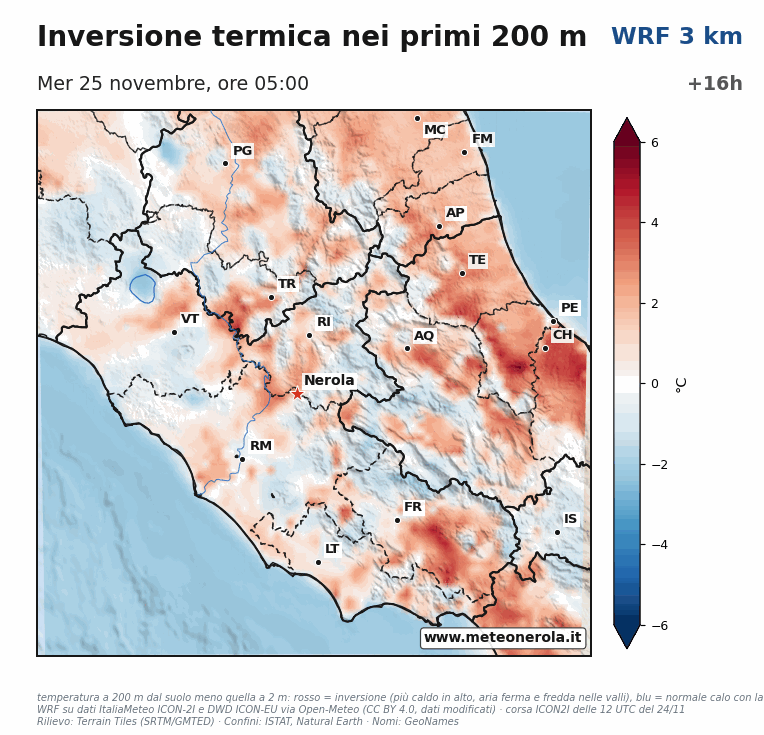 Inversione termica nei primi 200 m WRF 3 km
Mer 25 novembre, ore 05:00 +16h
MC
FM
PG
AP
TE
TR
PE
VT
RI
AQ
CH
Nerola
RM
FR
IS
LT
www.meteonerola.it
6
4
2
0
−2
−4
−6
°C
temperatura a 200 m dal suolo meno quella a 2 m: rosso = inversione (più caldo in alto, aria ferma e fredda nelle valli), blu = normale calo con la
WRF su dati ItaliaMeteo ICON-2I e DWD ICON-EU via Open-Meteo (CC BY 4.0, dati modificati) · corsa ICON2I delle 12 UTC del 24/11
Rilievo: Terrain Tiles (SRTM/GMTED) · Confini: ISTAT, Natural Earth · Nomi: GeoNames